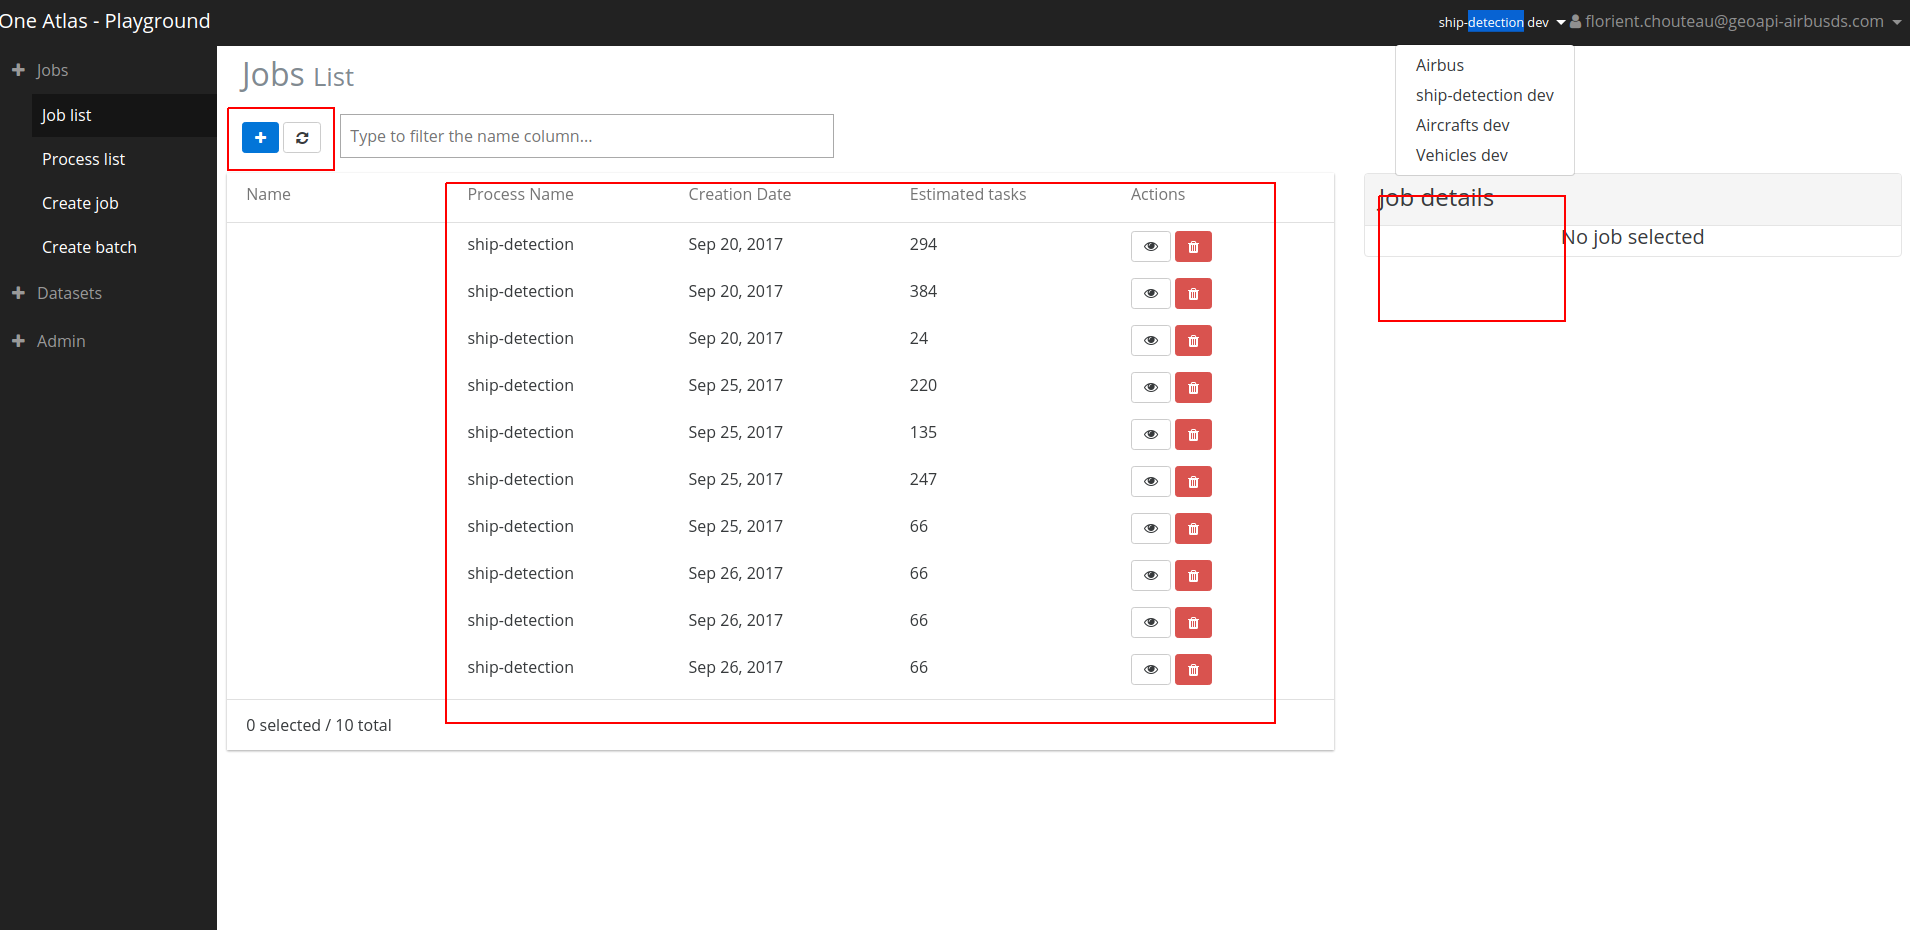 One Atlas - Playground
ship-detection dev
florient.chouteau@geoapi-airbusds.com
Jobs
Job list
Process list
Create job
Create batch
Datasets
Admin
Jobs List
Type to filter the name column...
Airbus
ship-detection dev
Aircrafts dev
Vehicles dev
Name Process Name Creation Date Estimated tasks Actions
ship-detection Sep 20, 2017 294
ship-detection Sep 20, 2017 384
ship-detection Sep 20, 2017 24
ship-detection Sep 25, 2017 220
ship-detection Sep 25, 2017 135
ship-detection Sep 25, 2017 247
ship-detection Sep 25, 2017 66
ship-detection Sep 26, 2017 66
ship-detection Sep 26, 2017 66
ship-detection Sep 26, 2017 66
0 selected / 10 total
Job details
No job selected